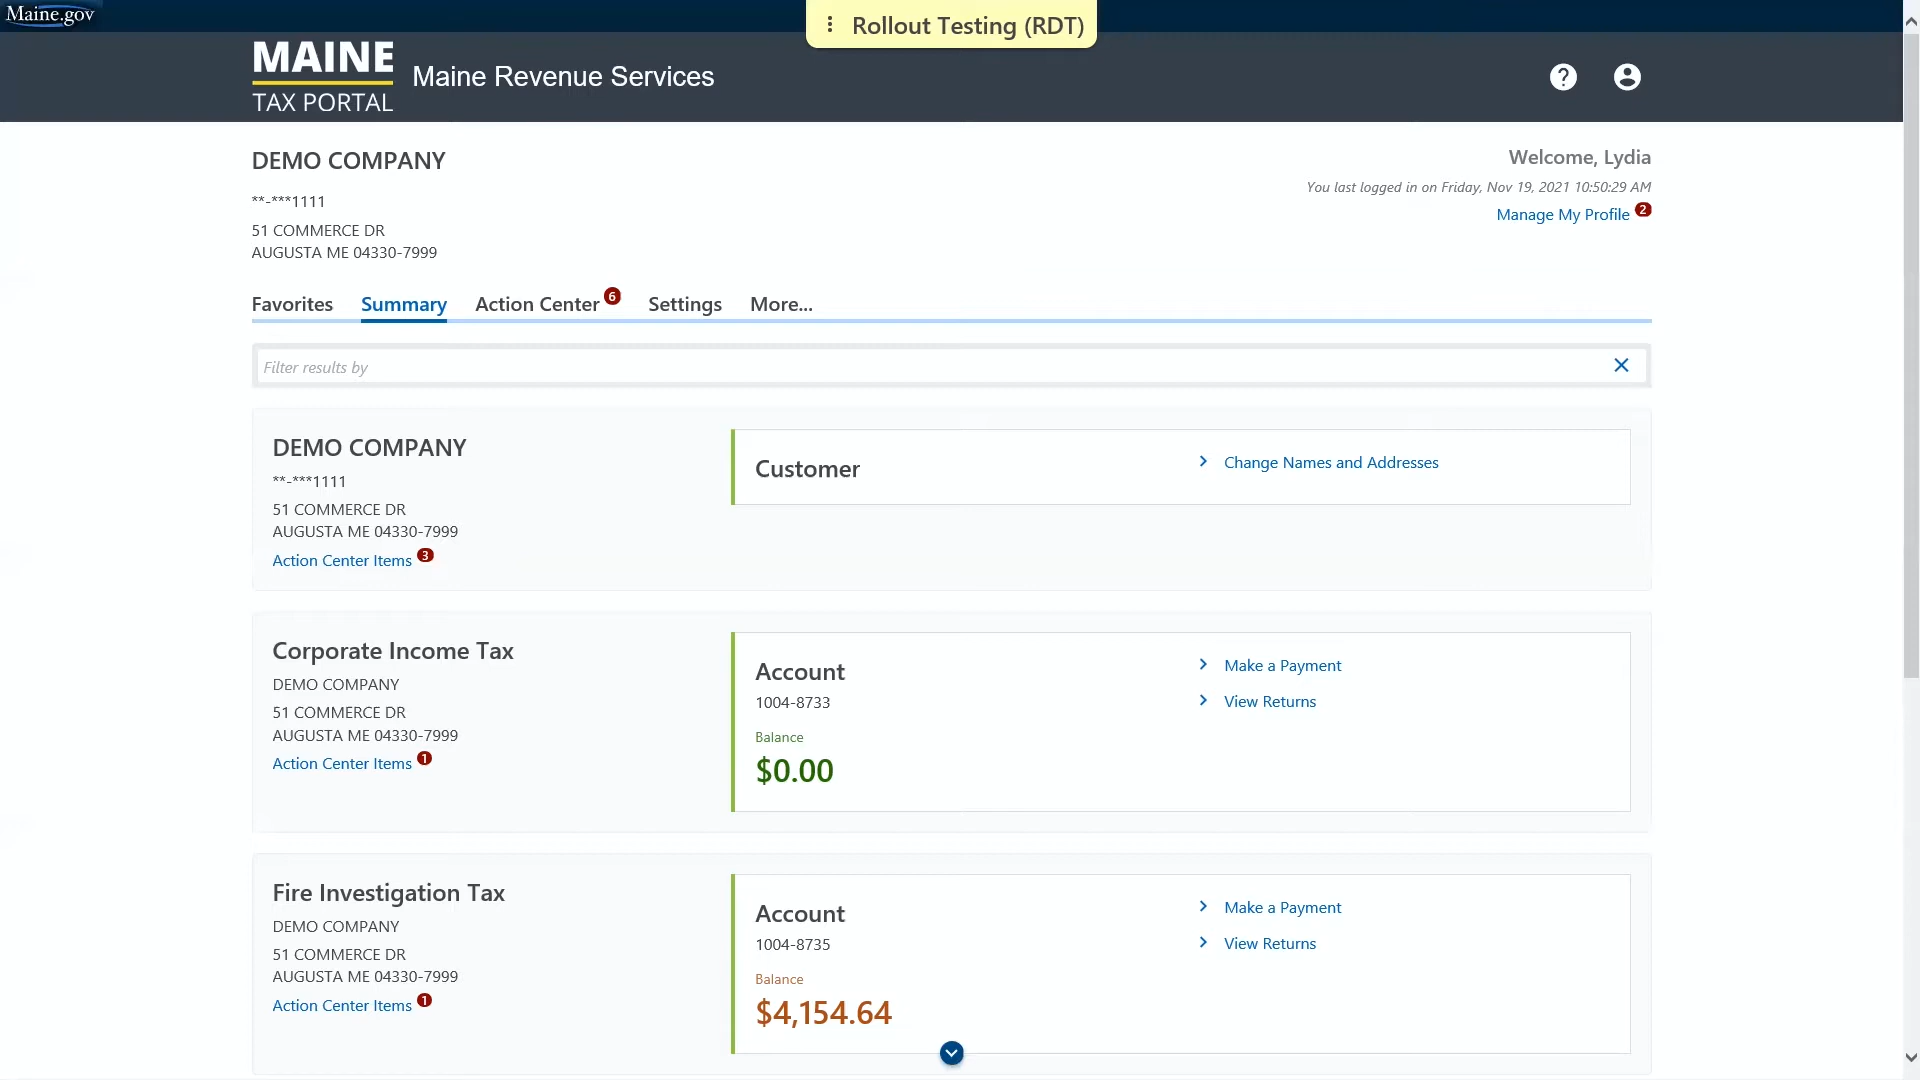 Maine.gov
Rollout Testing (RDT)
MAINE
TAX PORTAL
Maine Revenue Services
DEMO COMPANY
**-***1111
51 COMMERCE DR
AUGUSTA ME 04330-7999
Welcome, Lydia
You last logged in on Friday, Nov 19, 2021 10:50:29 AM
Manage My Profile 2
Favorites Summary Action Center 6 Settings More...
Filter results by
DEMO COMPANY
**-***1111
51 COMMERCE DR
AUGUSTA ME 04330-7999
Action Center Items 3
Customer
Change Names and Addresses
Corporate Income Tax
DEMO COMPANY
51 COMMERCE DR
AUGUSTA ME 04330-7999
Action Center Items 1
Account
1004-8733
Balance
$0.00
Make a Payment
View Returns
Fire Investigation Tax
DEMO COMPANY
51 COMMERCE DR
AUGUSTA ME 04330-7999
Action Center Items 1
Account
1004-8735
Balance
$4,154.64
Make a Payment
View Returns